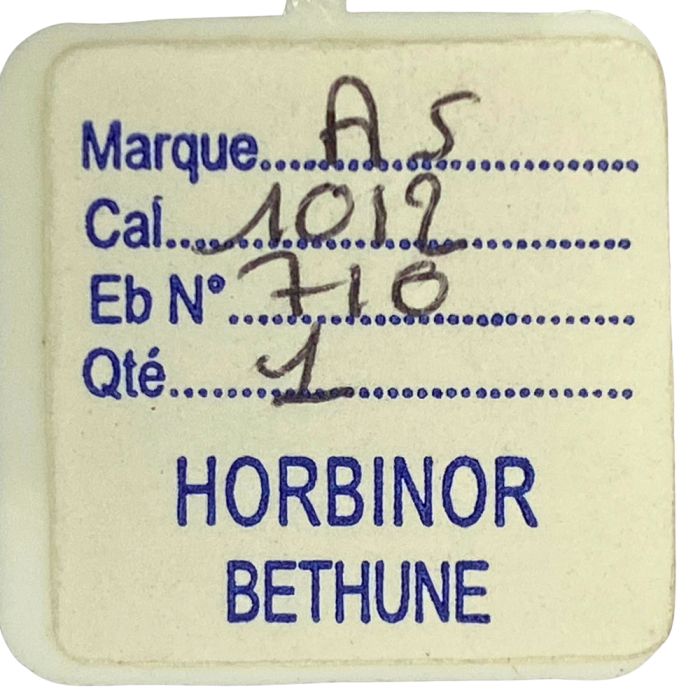 Marque AS
Cal 1012
Eb N° 710
Qté 1
HORBINOR
BETHUNE